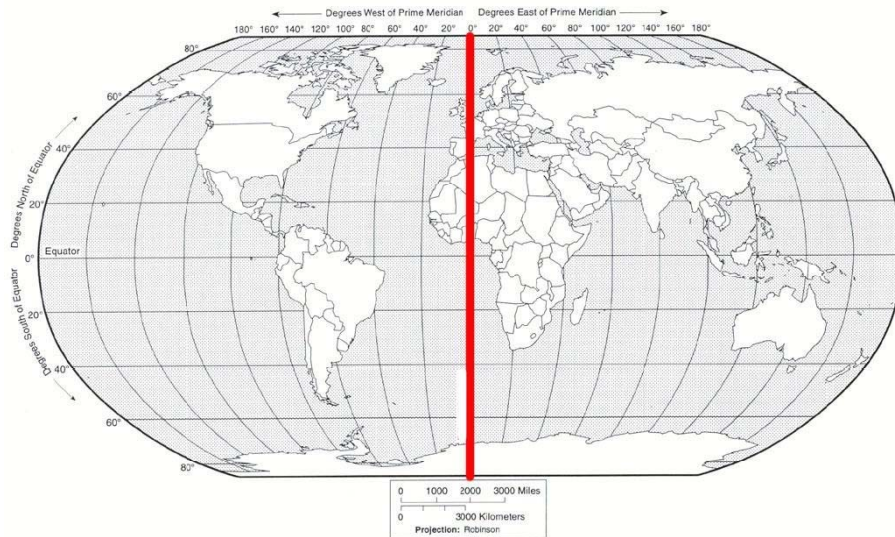 Degrees West of Prime Meridian Degrees East of Prime Meridian
180° 160° 140° 120° 100° 80° 60° 40° 20° 0° 20° 40° 60° 80° 100° 120° 140° 160° 180°
80°
60°
40°
20°
0°
20°
40°
60°
80°
Degrees North of Equator
Equator
Degrees South of Equator
0 1000 2000 3000 Miles
0 3000 Kilometers
Projection: Robinson